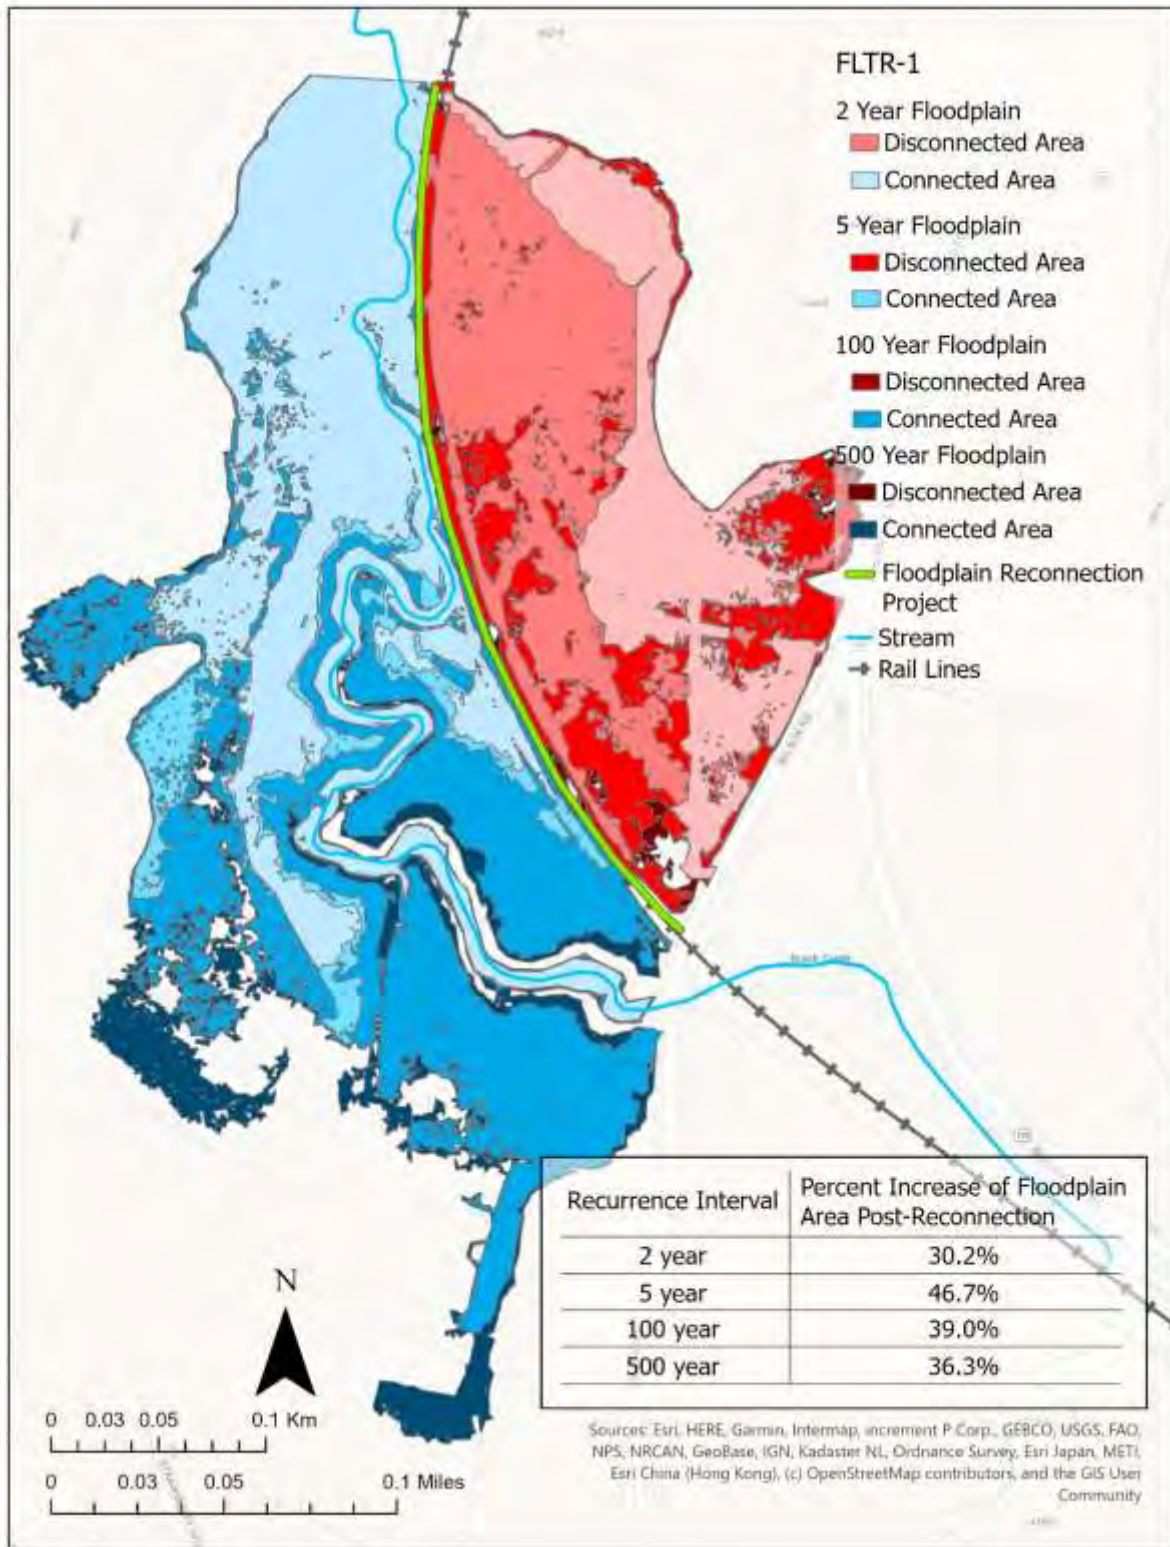 FLTR-1
2 Year Floodplain
Disconnected Area
Connected Area
5 Year Floodplain
Disconnected Area
Connected Area
100 Year Floodplain
Disconnected Area
Connected Area
500 Year Floodplain
Disconnected Area
Connected Area
Floodplain Reconnection
Project
Stream
Rail Lines
Recurrence Interval
Percent Increase of Floodplain
Area Post-Reconnection
2 year 30.2%
5 year 46.7%
100 year 39.0%
500 year 36.3%
N
0 0.03 0.05 0.1 Km
0 0.03 0.05 0.1 Miles
Sources: Esri, HERE, Garmin, Intermap, increment P Corp., GEBCO, USGS, FAO,
NPS, NRCAN, GeoBase, IGN, Kadaster NL, Ordnance Survey, Esri Japan, METI,
Esri China (Hong Kong), (c) OpenStreetMap contributors, and the GIS User
Community